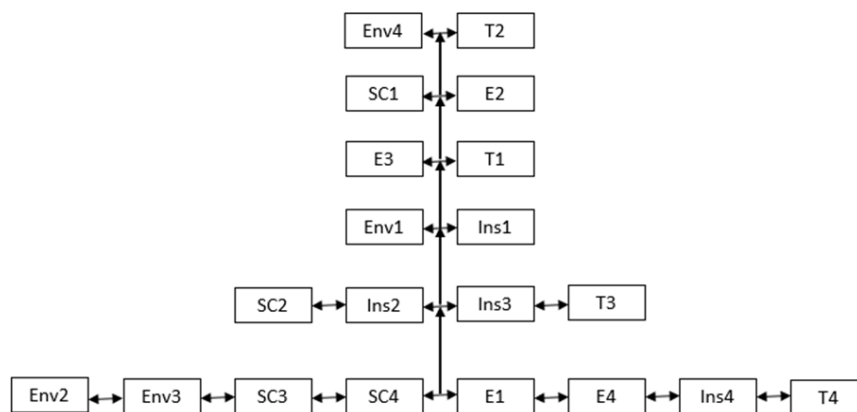 Env4 T2
SC1 E2
E3 T1
Env1 Ins1
SC2 Ins2 Ins3 T3
Env2 Env3 SC3 SC4 E1 E4 Ins4 T4